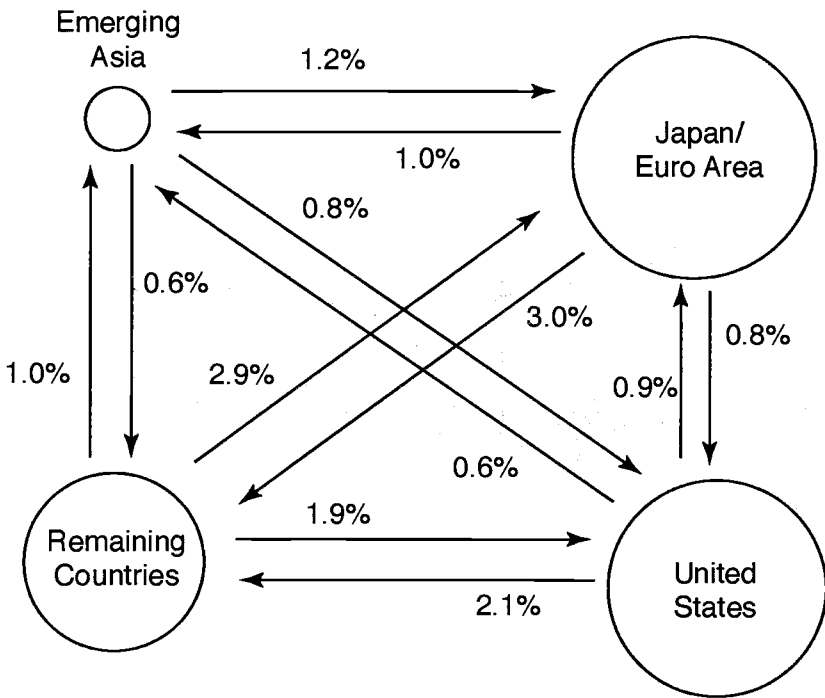 Emerging
Asia
1.2%
Japan/
Euro Area
1.0%
0.8%
0.6%
3.0%
0.8%
1.0%
2.9%
0.9%
0.6%
1.9%
Remaining
Countries
United
States
2.1%